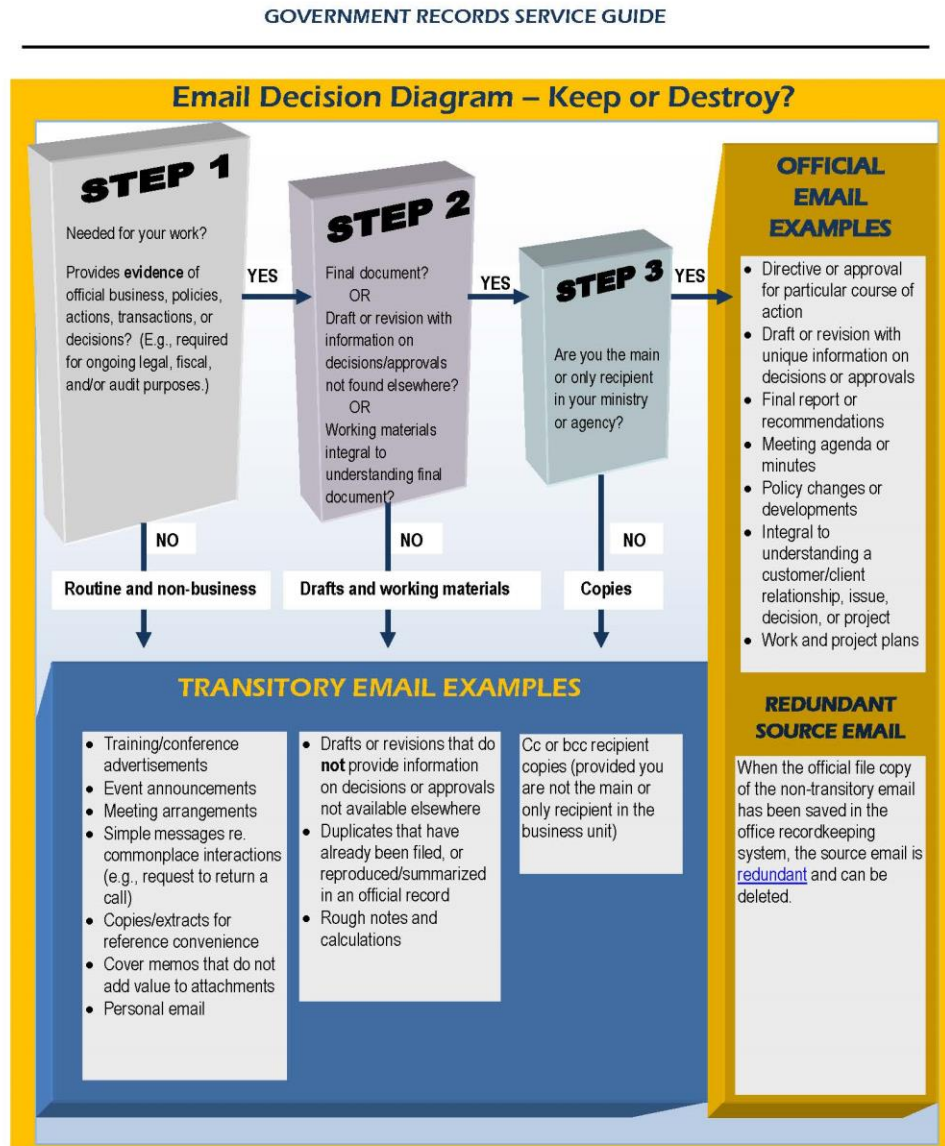 GOVERNMENT RECORDS SERVICE GUIDE
Email Decision Diagram – Keep or Destroy?
STEP 1
Needed for your work?
Provides evidence of
official business, policies,
actions, transactions, or
decisions? (E.g., required
for ongoing legal, fiscal,
and/or audit purposes.)
YES
NO
Routine and non-business
STEP 2
Final document?
OR
Draft or revision with
information on
decisions/approvals
not found elsewhere?
OR
Working materials
integral to
understanding final
document?
YES
NO
Drafts and working materials
STEP 3
Are you the main
or only recipient
in your ministry
or agency?
YES
NO
Copies
OFFICIAL
EMAIL
EXAMPLES
• Directive or approval
for particular course of
action
• Draft or revision with
unique information on
decisions or approvals
• Final report or
recommendations
• Meeting agenda or
minutes
• Policy changes or
developments
• Integral to
understanding a
customer/client
relationship, issue,
decision, or project
• Work and project plans
REDUNDANT
SOURCE EMAIL
When the official file copy
of the non-transitory email
has been saved in the
office recordkeeping
system, the source email is
redundant and can be
deleted.
TRANSITORY EMAIL EXAMPLES
• Training/conference
advertisements
• Event announcements
• Meeting arrangements
• Simple messages re.
commonplace interactions
(e.g., request to return a
call)
• Copies/extracts for
reference convenience
• Cover memos that do not
add value to attachments
• Personal email
• Drafts or revisions that do
not provide information
on decisions or approvals
not available elsewhere
• Duplicates that have
already been filed, or
reproduced/summarized
in an official record
• Rough notes and
calculations
Cc or bcc recipient
copies (provided you
are not the main or
only recipient in the
business unit)